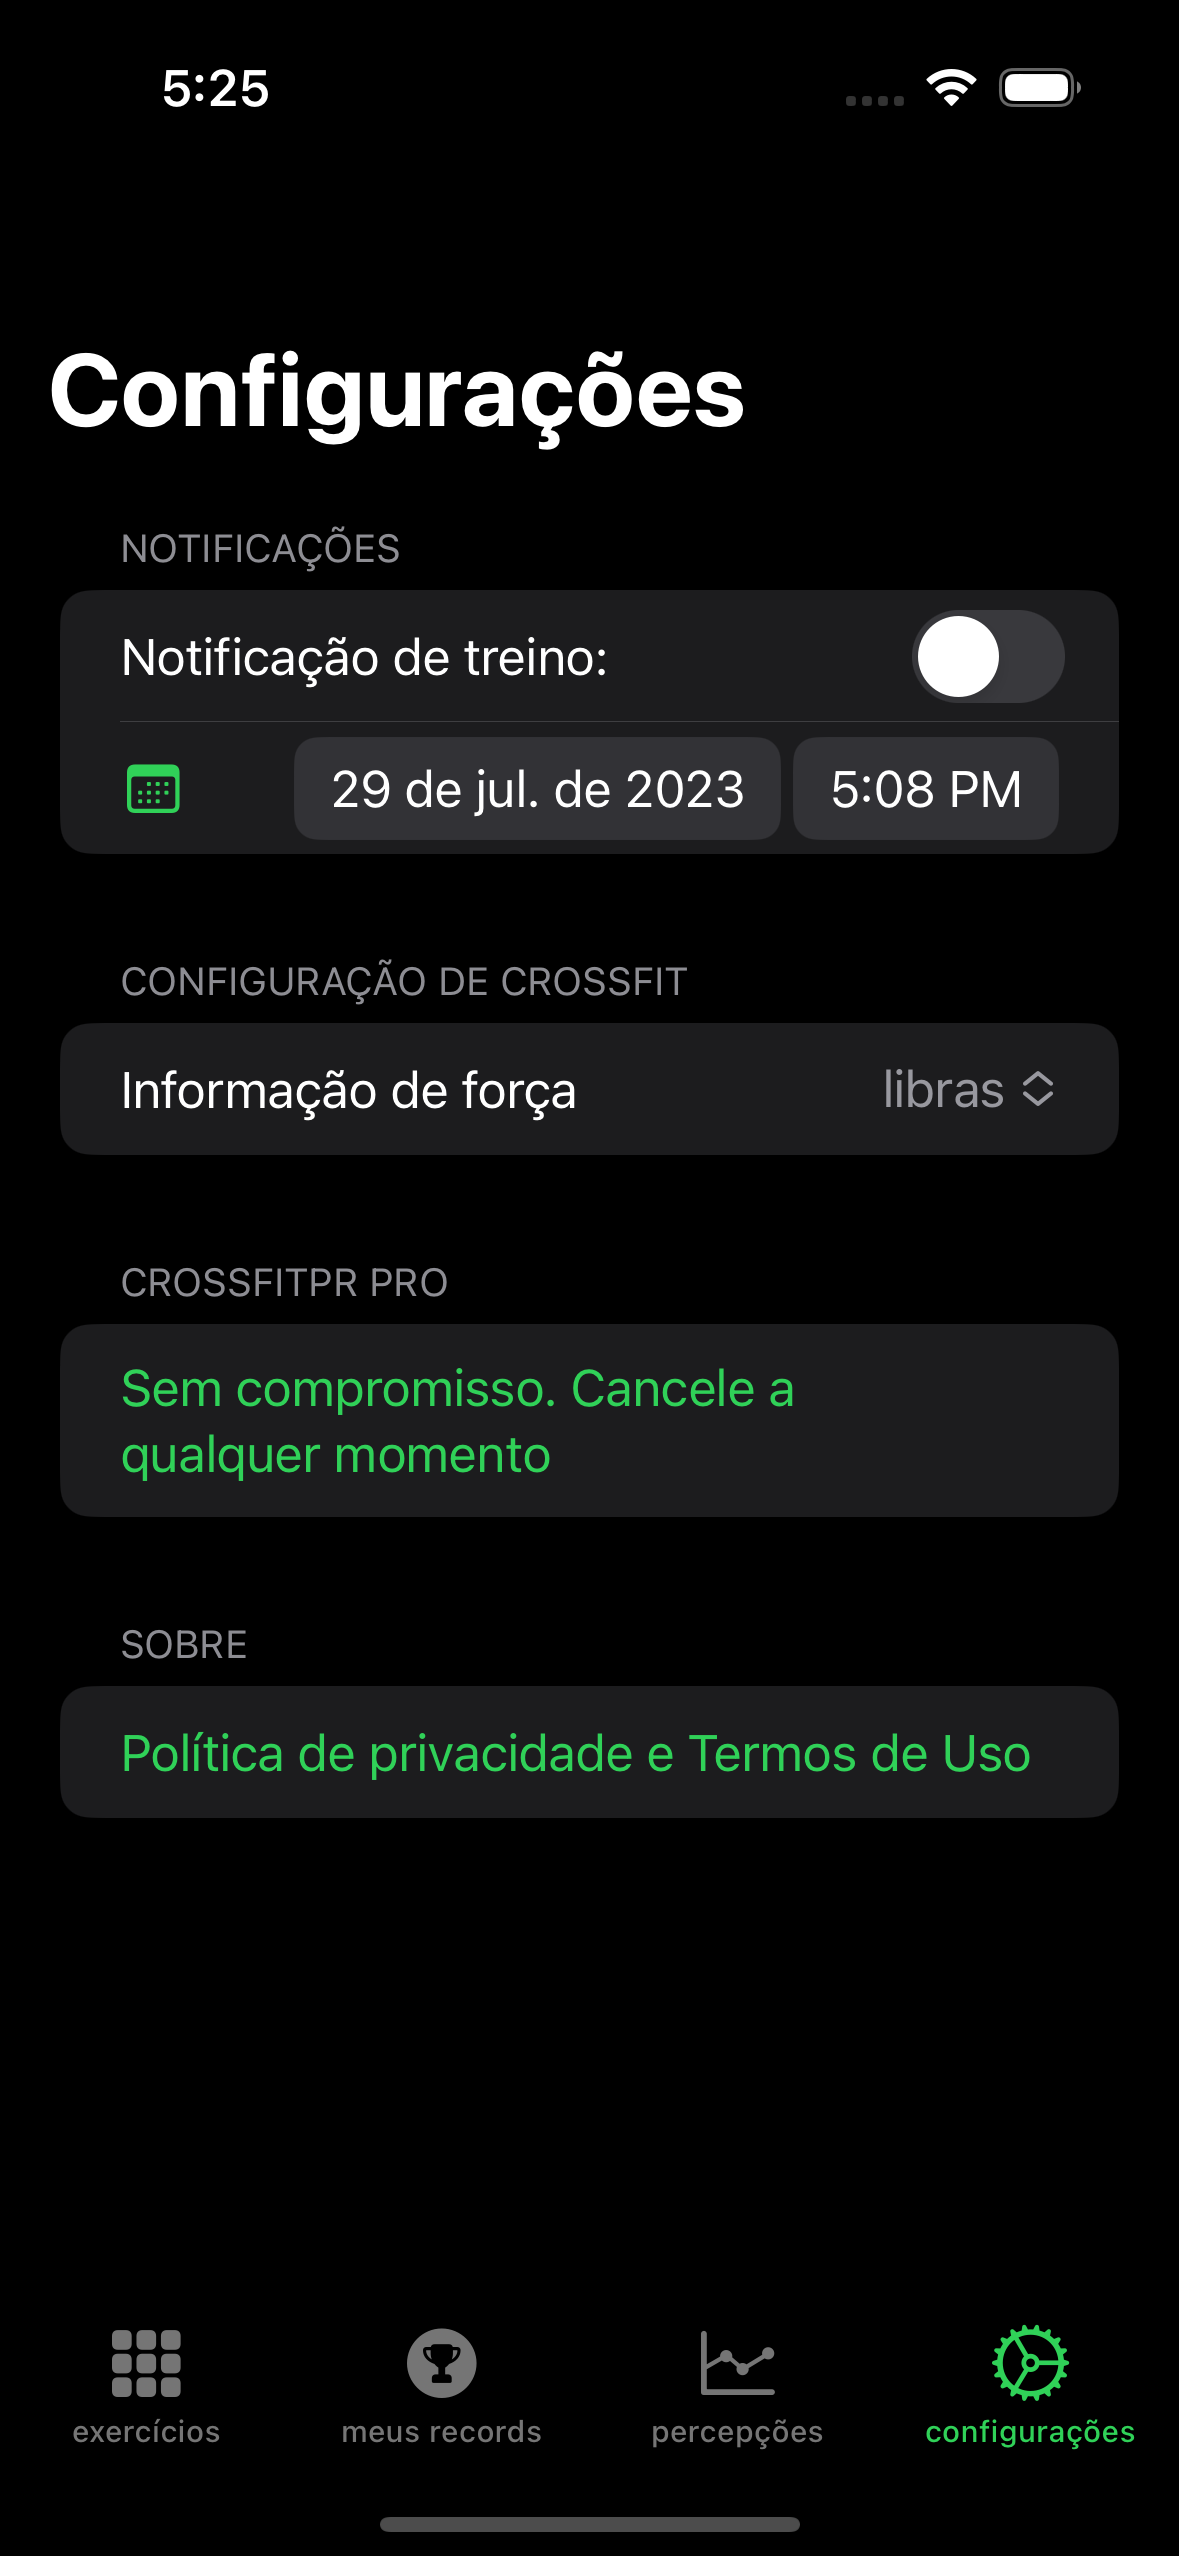 5:25
Configurações
NOTIFICAÇÕES
Notificação de treino:
29 de jul. de 2023 5:08 PM
CONFIGURAÇÃO DE CROSSFIT
Informação de força libras
CROSSFITPR PRO
Sem compromisso. Cancele a
qualquer momento
SOBRE
Política de privacidade e Termos de Uso
exercícios meus records percepções configurações